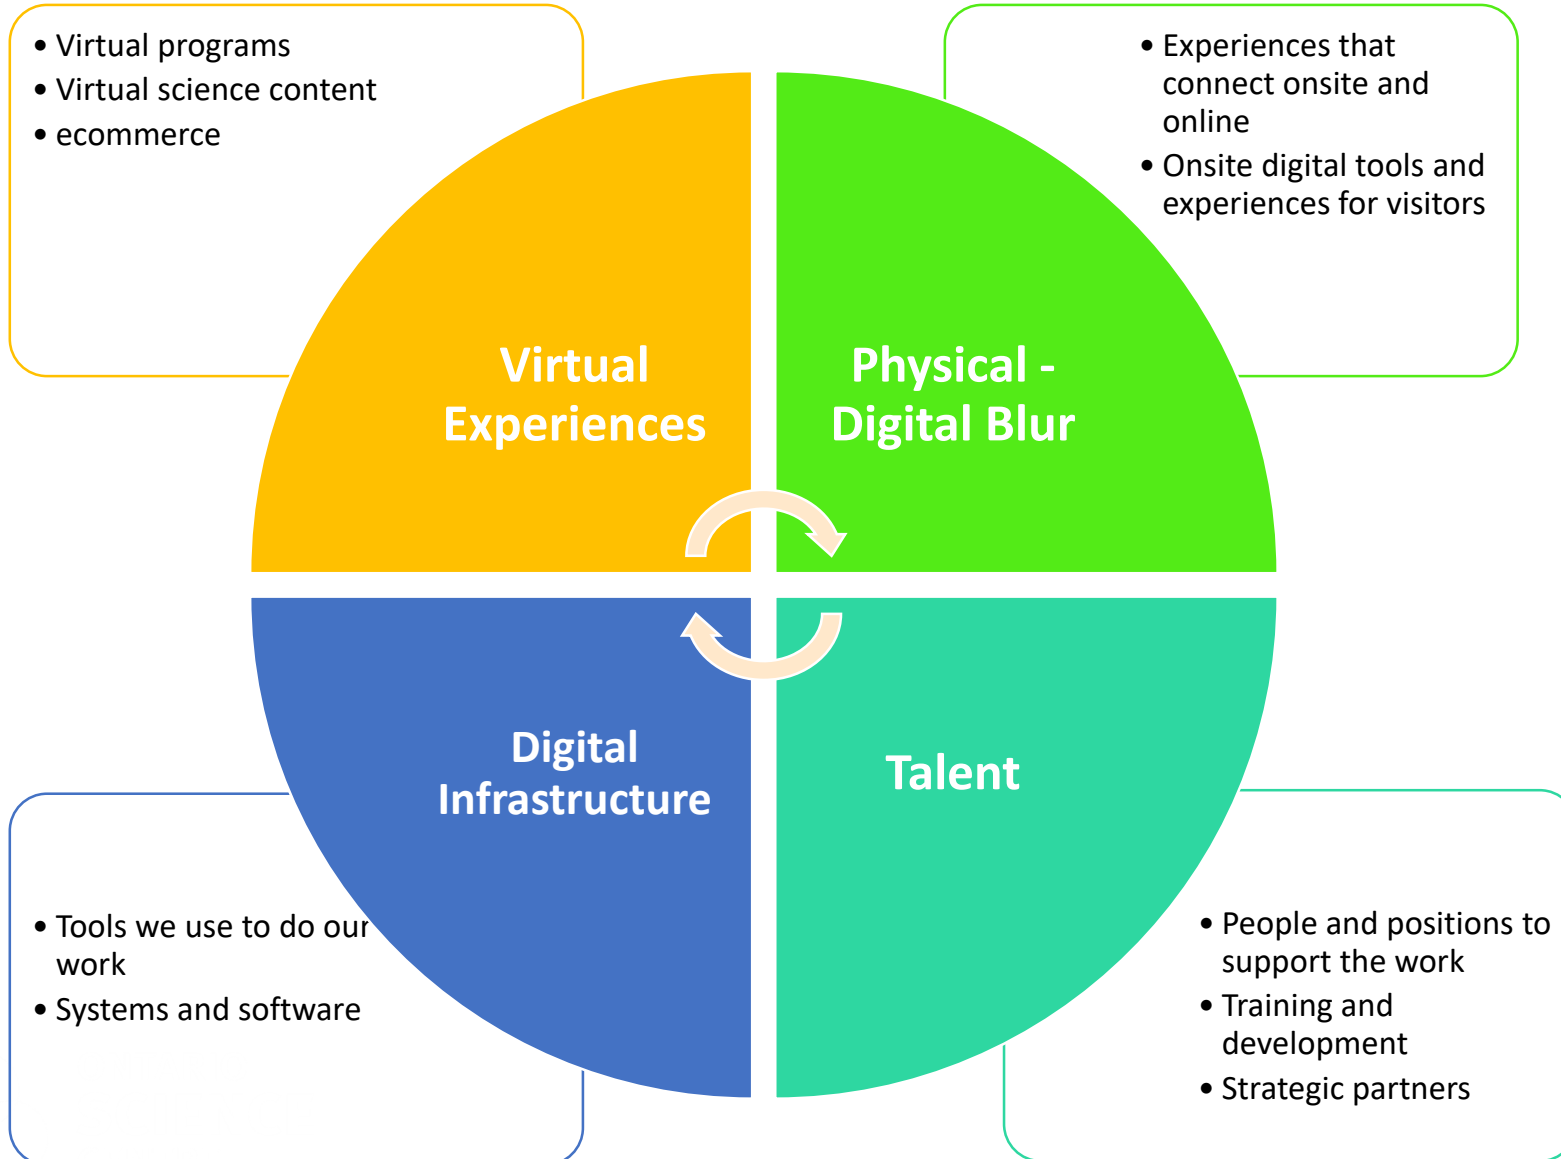 • Virtual programs
• Virtual science content
• ecommerce
• Experiences that
connect onsite and
online
• Onsite digital tools and
experiences for visitors
Virtual
Experiences
Physical -
Digital Blur
Digital
Infrastructure
Talent
• Tools we use to do our
work
• Systems and software
• People and positions to
support the work
• Training and
development
• Strategic partners